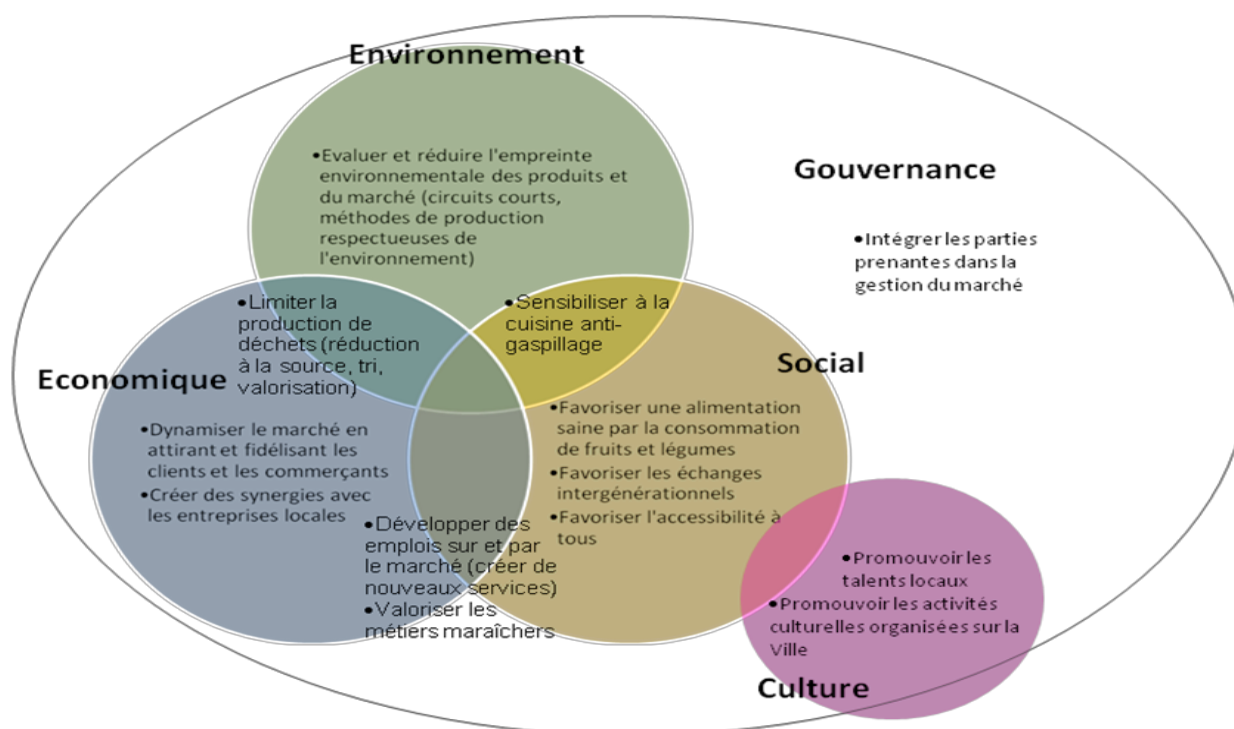 Environnement
•Evaluer et réduire l'empreinte
environnementale des produits et
du marché (circuits courts,
méthodes de production
respectueuses de
l'environnement)
Gouvernance
•Intégrer les parties
prenantes dans la
gestion du marché
•Limiter la
production de
déchets (réduction
à la source, tri,
valorisation)
•Sensibiliser à la
cuisine anti-
gaspillage
Economique
•Dynamiser le marché en
attirant et fidélisant les
clients et les commerçants
•Créer des synergies avec
les entreprises locales
Social
•Favoriser une alimentation
saine par la consommation
de fruits et légumes
•Favoriser les échanges
intergénérationnels
•Favoriser l'accessibilité à
tous
•Développer des
emplois sur et par
le marché (créer de
nouveaux services)
•Valoriser les
métiers maraîchers
•Promouvoir les
talents locaux
•Promouvoir les activités
culturelles organisées sur la
Ville
Culture